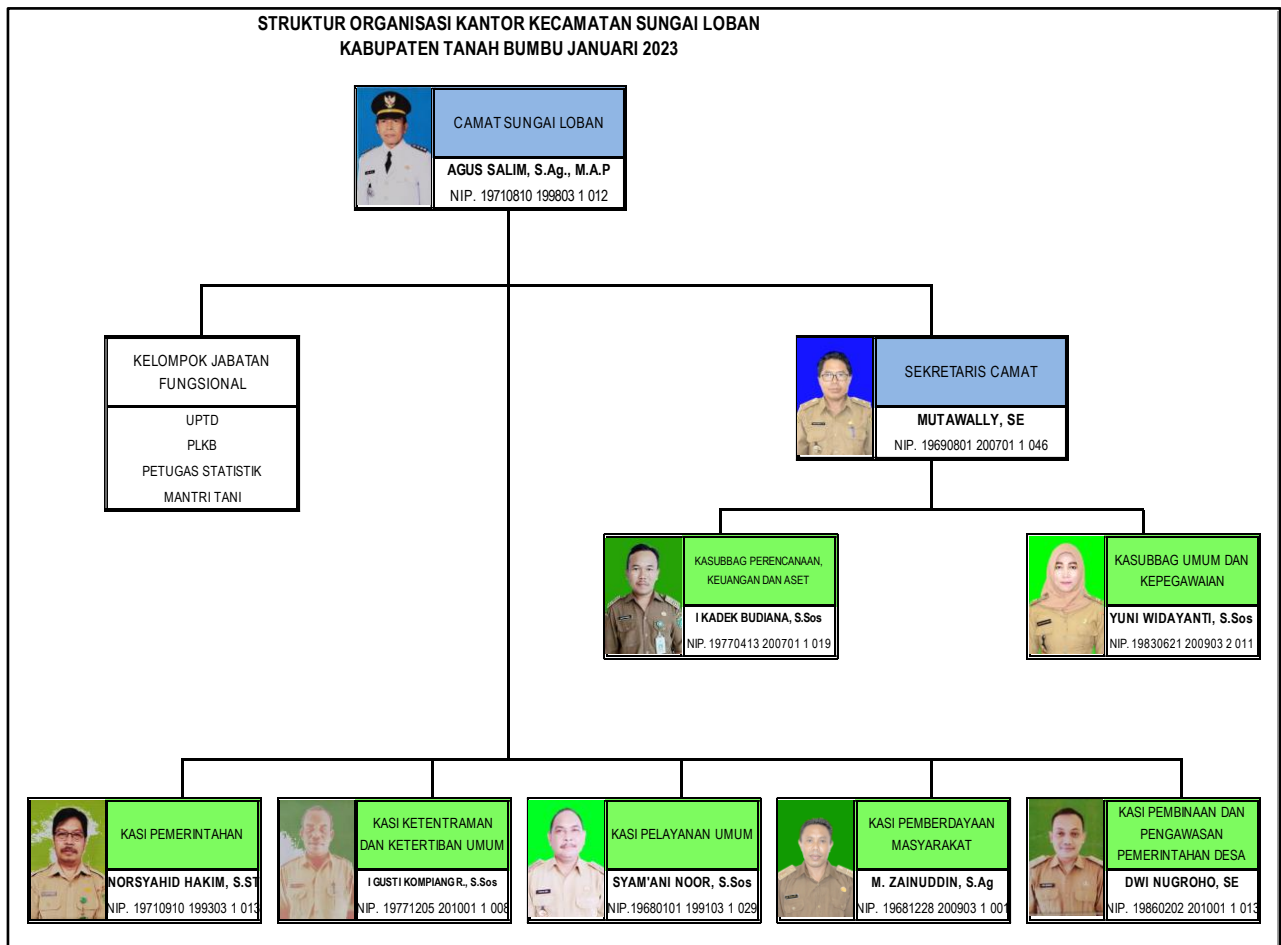 STRUKTUR ORGANISASI KANTOR KECAMATAN SUNGAI LOBAN
KABUPATEN TANAH BUMBU JANUARI 2023
CAMAT SUNGAI LOBAN
AGUS SALIM, S.Ag., M.A.P
NIP. 19710810 199803 1 012
KELOMPOK JABATAN
FUNGSIONAL
UPTD
PLKB
PETUGAS STATISTIK
MANTRI TANI
SEKRETARIS CAMAT
MUTAWALLY, SE
NIP. 19690801 200701 1 046
KASUBBAG PERENCANAAN,
KEUANGAN DAN ASET
I KADEK BUDIANA, S.Sos
NIP. 19770413 200701 1 019
KASUBBAG UMUM DAN
KEPEGAWAIAN
YUNI WIDAYANTI, S.Sos
NIP. 19830621 200903 2 011
KASI PEMERINTAHAN
NORSYAHID HAKIM, S.ST
NIP. 19710910 199303 1 013
KASI KETENTRAMAN
DAN KETERTIBAN UMUM
I GUSTI KOMPIANG R., S.Sos
NIP. 19771205 201001 1 008
KASI PELAYANAN UMUM
SYAM'ANI NOOR, S.Sos
NIP.19680101 199103 1 029
KASI PEMBERDAYAAN
MASYARAKAT
M. ZAINUDDIN, S.Ag
NIP. 19681228 200903 1 001
KASI PEMBINAAN DAN
PENGAWASAN
PEMERINTAHAN DESA
DWI NUGROHO, SE
NIP. 19860202 201001 1 013